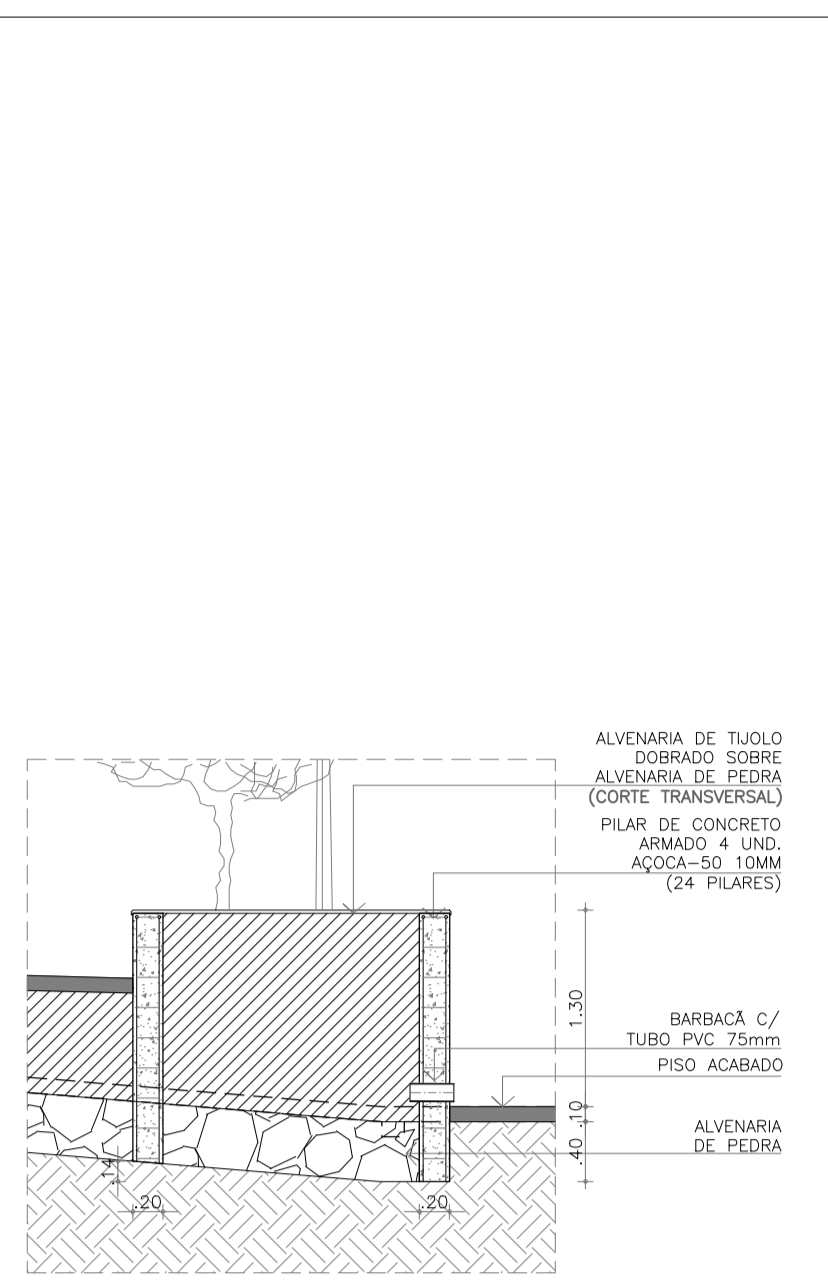 ALVENARIA DE TIJOLO
DOBRADO SOBRE
ALVENARIA DE PEDRA
(CORTE TRANSVERSAL)
PILAR DE CONCRETO
ARMADO 4 UND.
AÇOCA-50 10MM
(24 PILARES)
1.30
BARBACÃ C/
TUBO PVC 75mm
PISO ACABADO
.10
ALVENARIA
DE PEDRA
.40
.14
.20
.20